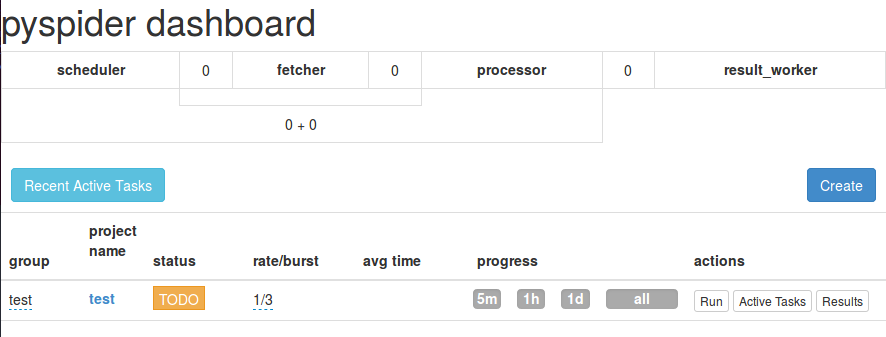 pyspider dashboard
scheduler 0 fetcher 0 processor 0 result_worker
0 + 0
Recent Active Tasks Create
group project name status rate/burst avg time progress actions
test test TODO 1/3 5m 1h 1d all Run Active Tasks Results